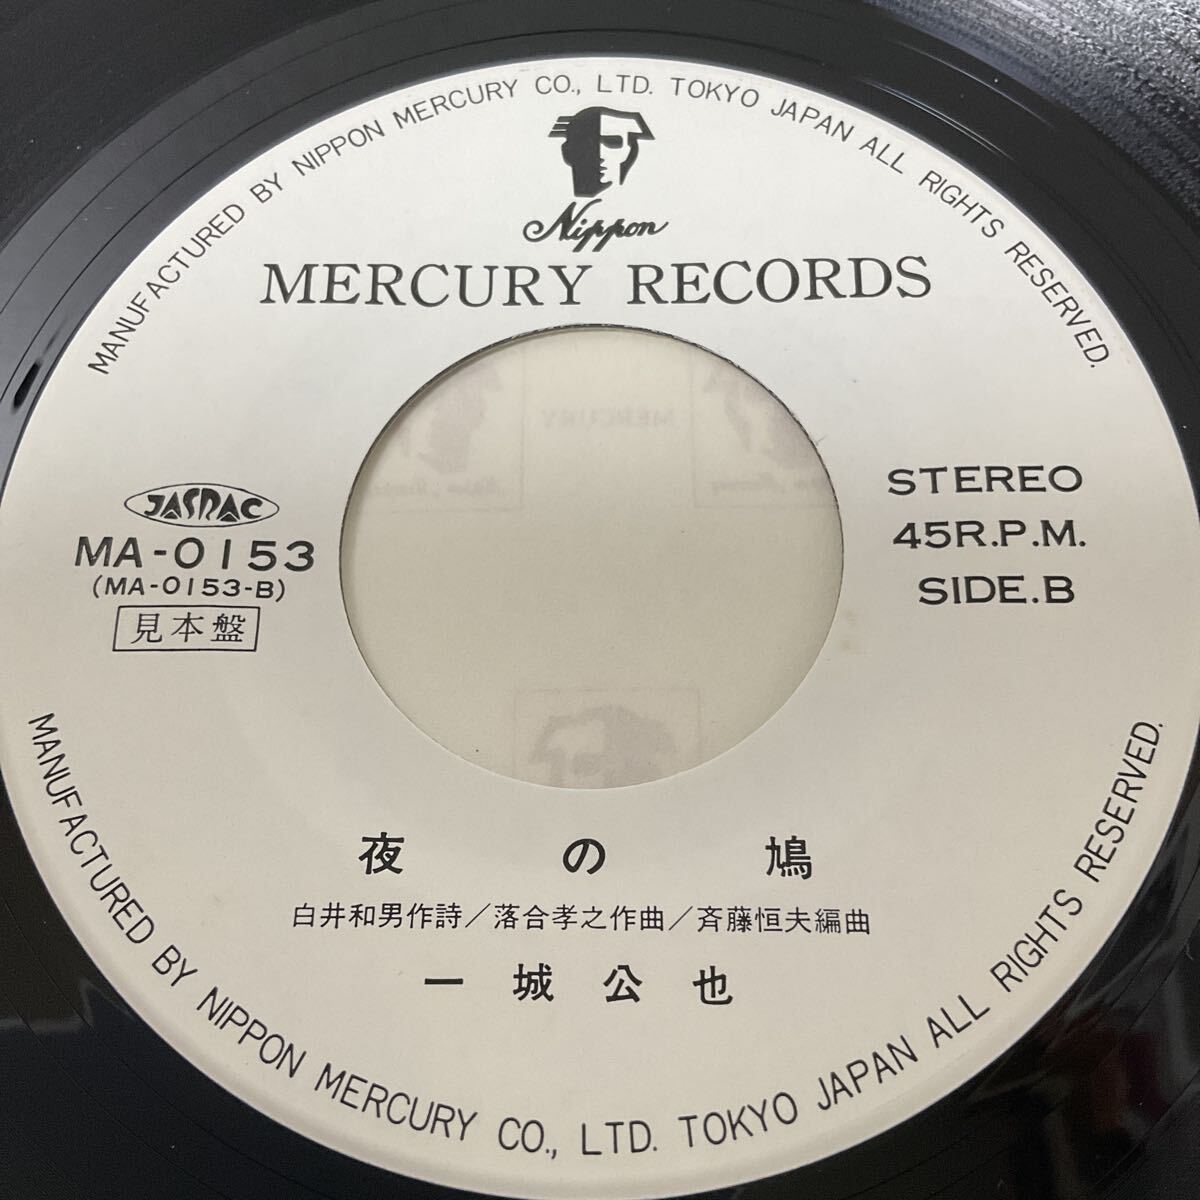 MANUFACTURED BY NIPPON MERCURY CO., LTD. TOKYO JAPAN ALL RIGHTS RESERVED.
Nippon
MERCURY RECORDS
JASRAC
MA-0153
(MA-0153-B)
見本盤
STEREO
45R.P.M.
SIDE.B
MERCURY
夜の鳩
白井和男作詩／落合孝之作曲／斉藤恒夫編曲
一城公也
MANUFACTURED BY NIPPON MERCURY CO., LTD. TOKYO JAPAN ALL RIGHTS RESERVED.